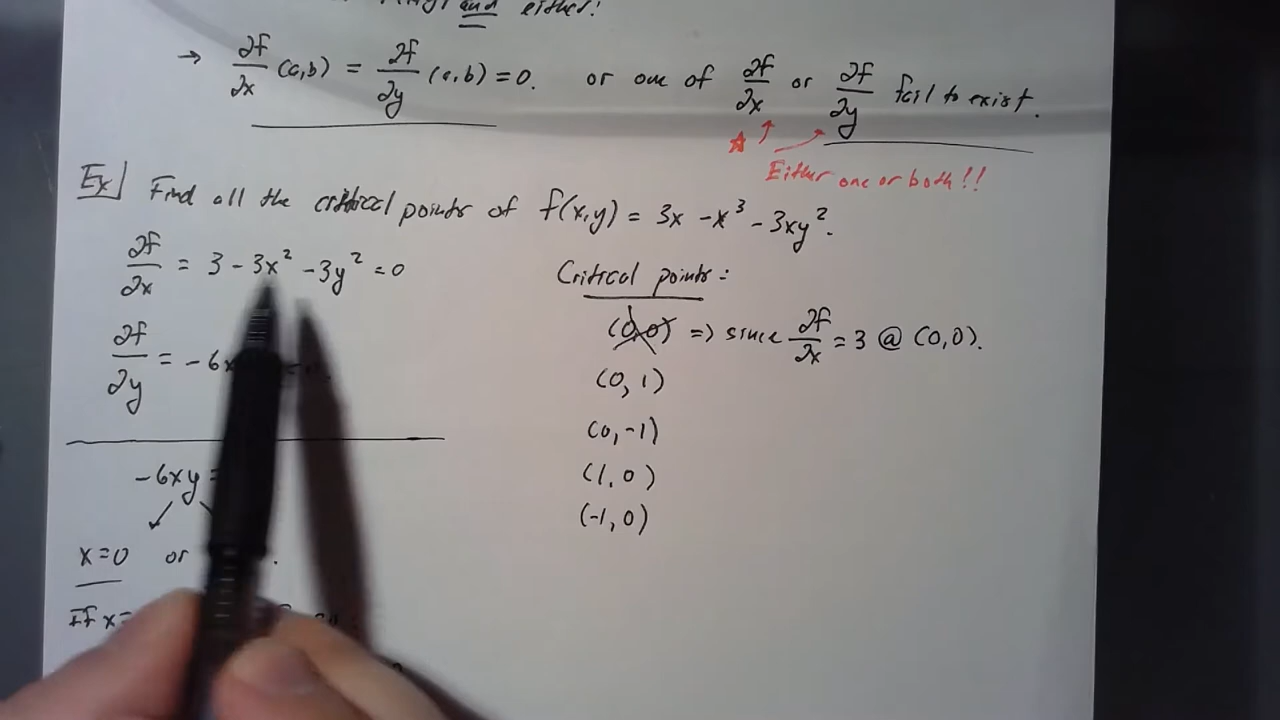 and either:
→ ∂f/∂x (a,b) = ∂f/∂y (a,b) = 0. or one of ∂f/∂x or ∂f/∂y fail to exist.
Either one or both!!
Ex] Find all the critical points of f(x,y) = 3x - x³ - 3xy².
∂f/∂x = 3 - 3x² - 3y² = 0
∂f/∂y = -6x
-6xy =
x=0 or
If x=
Critical points:
(0,0) => since ∂f/∂x = 3 @ (0,0).
(0, 1)
(0, -1)
(1, 0)
(-1, 0)